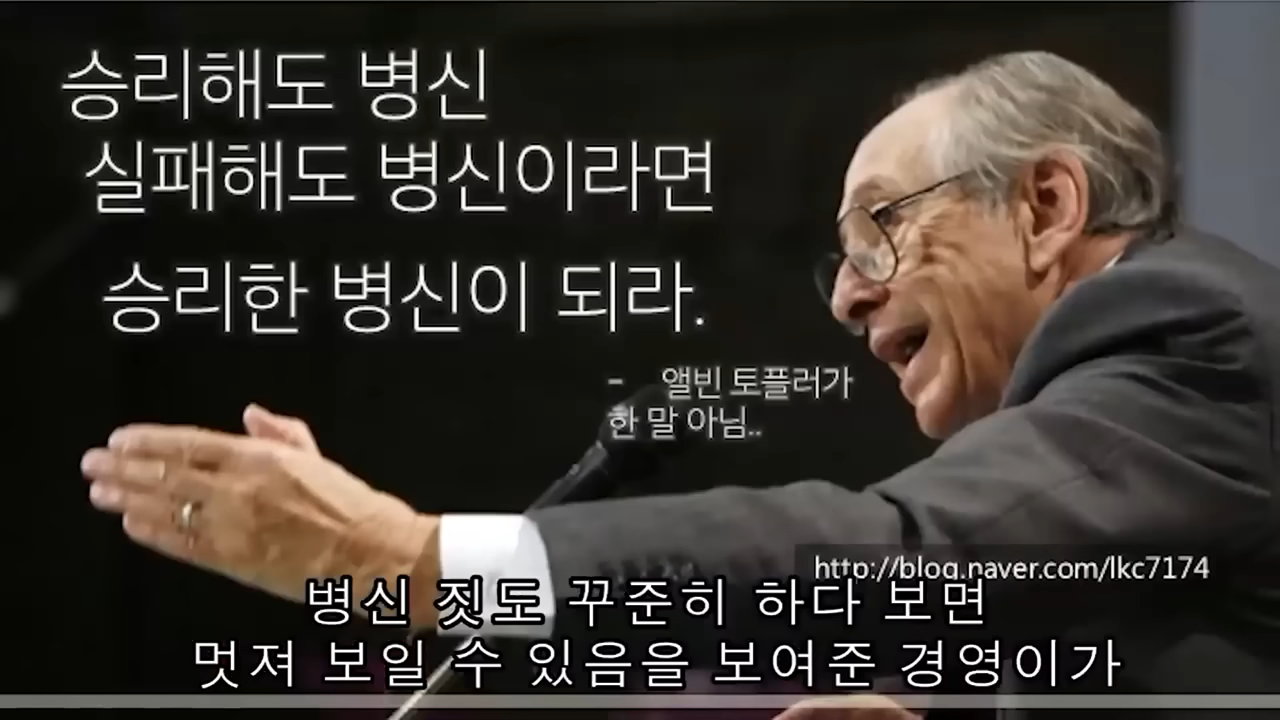 승리해도 병신
실패해도 병신이라면
승리한 병신이 되라.
- 앨빈 토플러가
한 말 아님..
http://blog.naver.com/lkc7174
병신 짓도 꾸준히 하다 보면
멋져 보일 수 있음을 보여준 경영이가